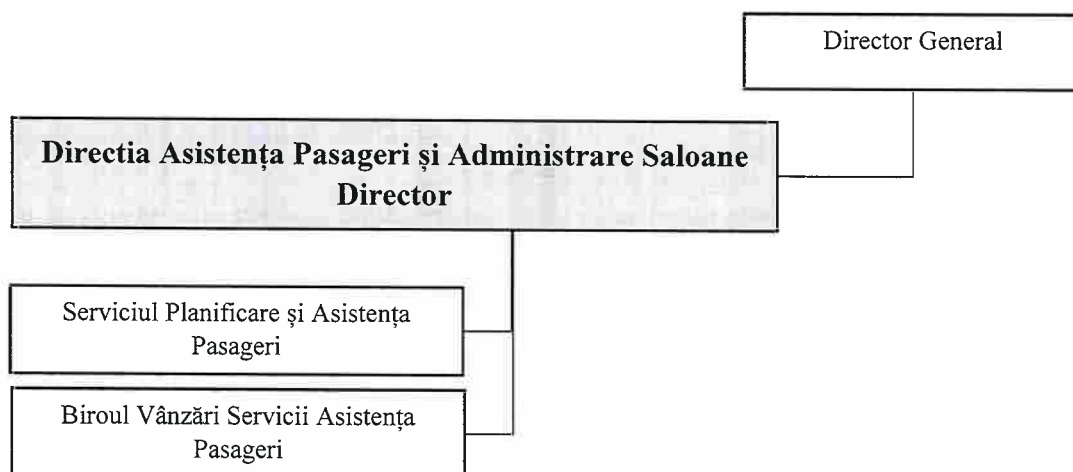 Director General
Directia Asistența Pasageri și Administrare Saloane
Director
Serviciul Planificare și Asistența
Pasageri
Biroul Vânzări Servicii Asistența
Pasageri